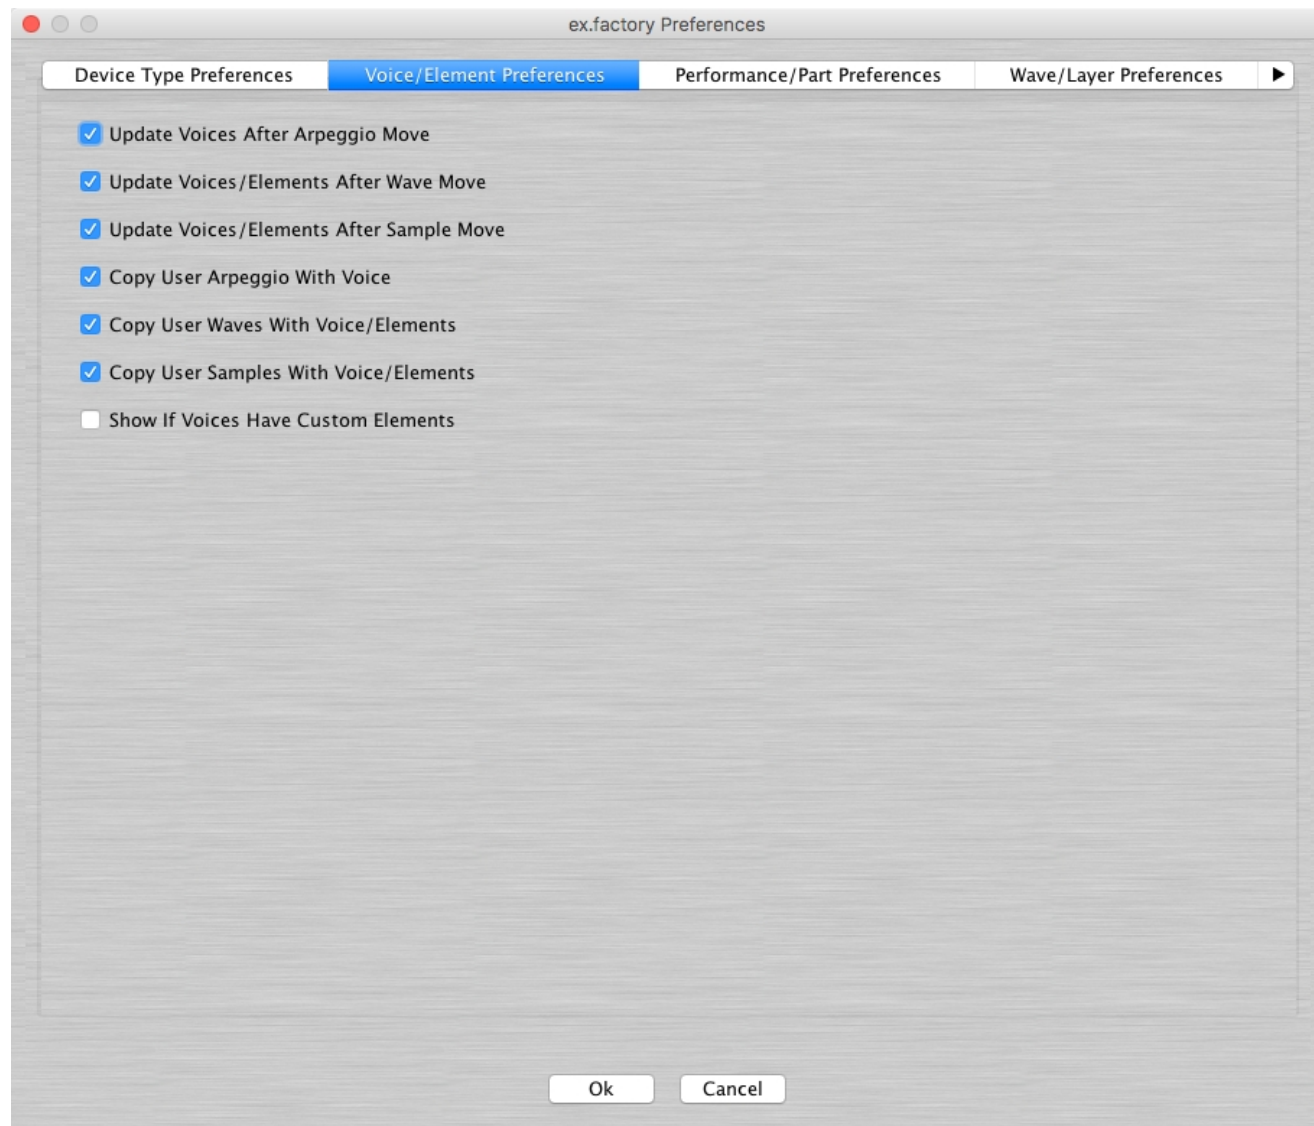 ex.factory Preferences
Device Type Preferences Voice/Element Preferences Performance/Part Preferences Wave/Layer Preferences
Update Voices After Arpeggio Move
Update Voices/Elements After Wave Move
Update Voices/Elements After Sample Move
Copy User Arpeggio With Voice
Copy User Waves With Voice/Elements
Copy User Samples With Voice/Elements
Show If Voices Have Custom Elements
Ok Cancel